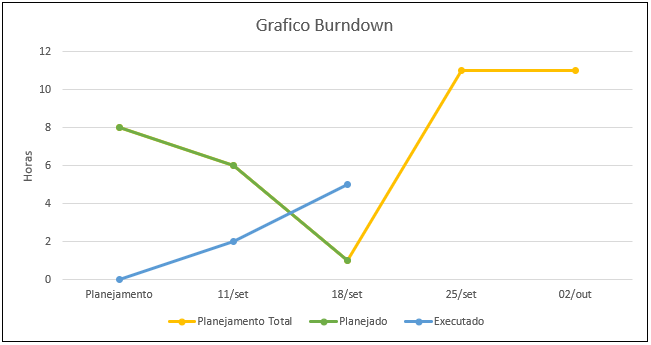 Grafico Burndown
12
10
8
6
4
2
0
Horas
Planejamento 11/set 18/set 25/set 02/out
Planejamento Total Planejado Executado